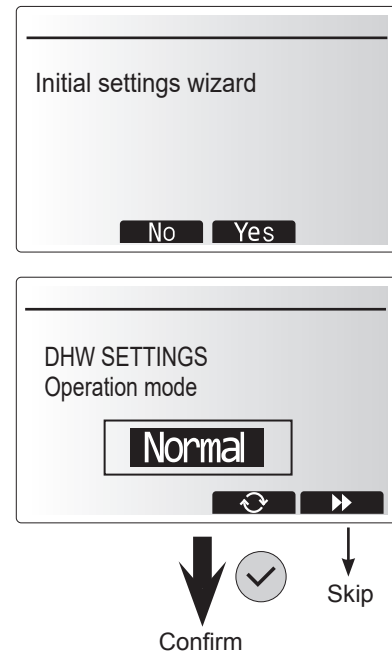 Initial settings wizard
No Yes
DHW SETTINGS
Operation mode
Normal
Skip
Confirm